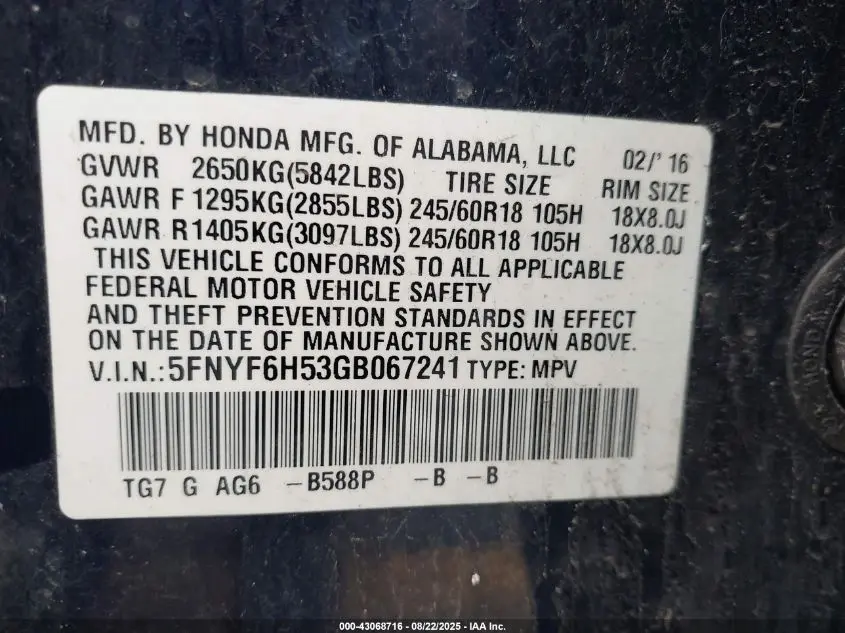 MFD. BY HONDA MFG. OF ALABAMA, LLC 02/'16
GVWR 2650KG(5842LBS) TIRE SIZE RIM SIZE
GAWR F 1295KG(2855LBS) 245/60R18 105H 18X8.0J
GAWR R1405KG(3097LBS) 245/60R18 105H 18X8.0J
THIS VEHICLE CONFORMS TO ALL APPLICABLE
FEDERAL MOTOR VEHICLE SAFETY
AND THEFT PREVENTION STANDARDS IN EFFECT
ON THE DATE OF MANUFACTURE SHOWN ABOVE.
V.I.N.:5FNYF6H53GB067241 TYPE: MPV
TG7 G AG6 -B588P -B -B
HONDA
000-43068716 - 08/22/2025 - IAA Inc.